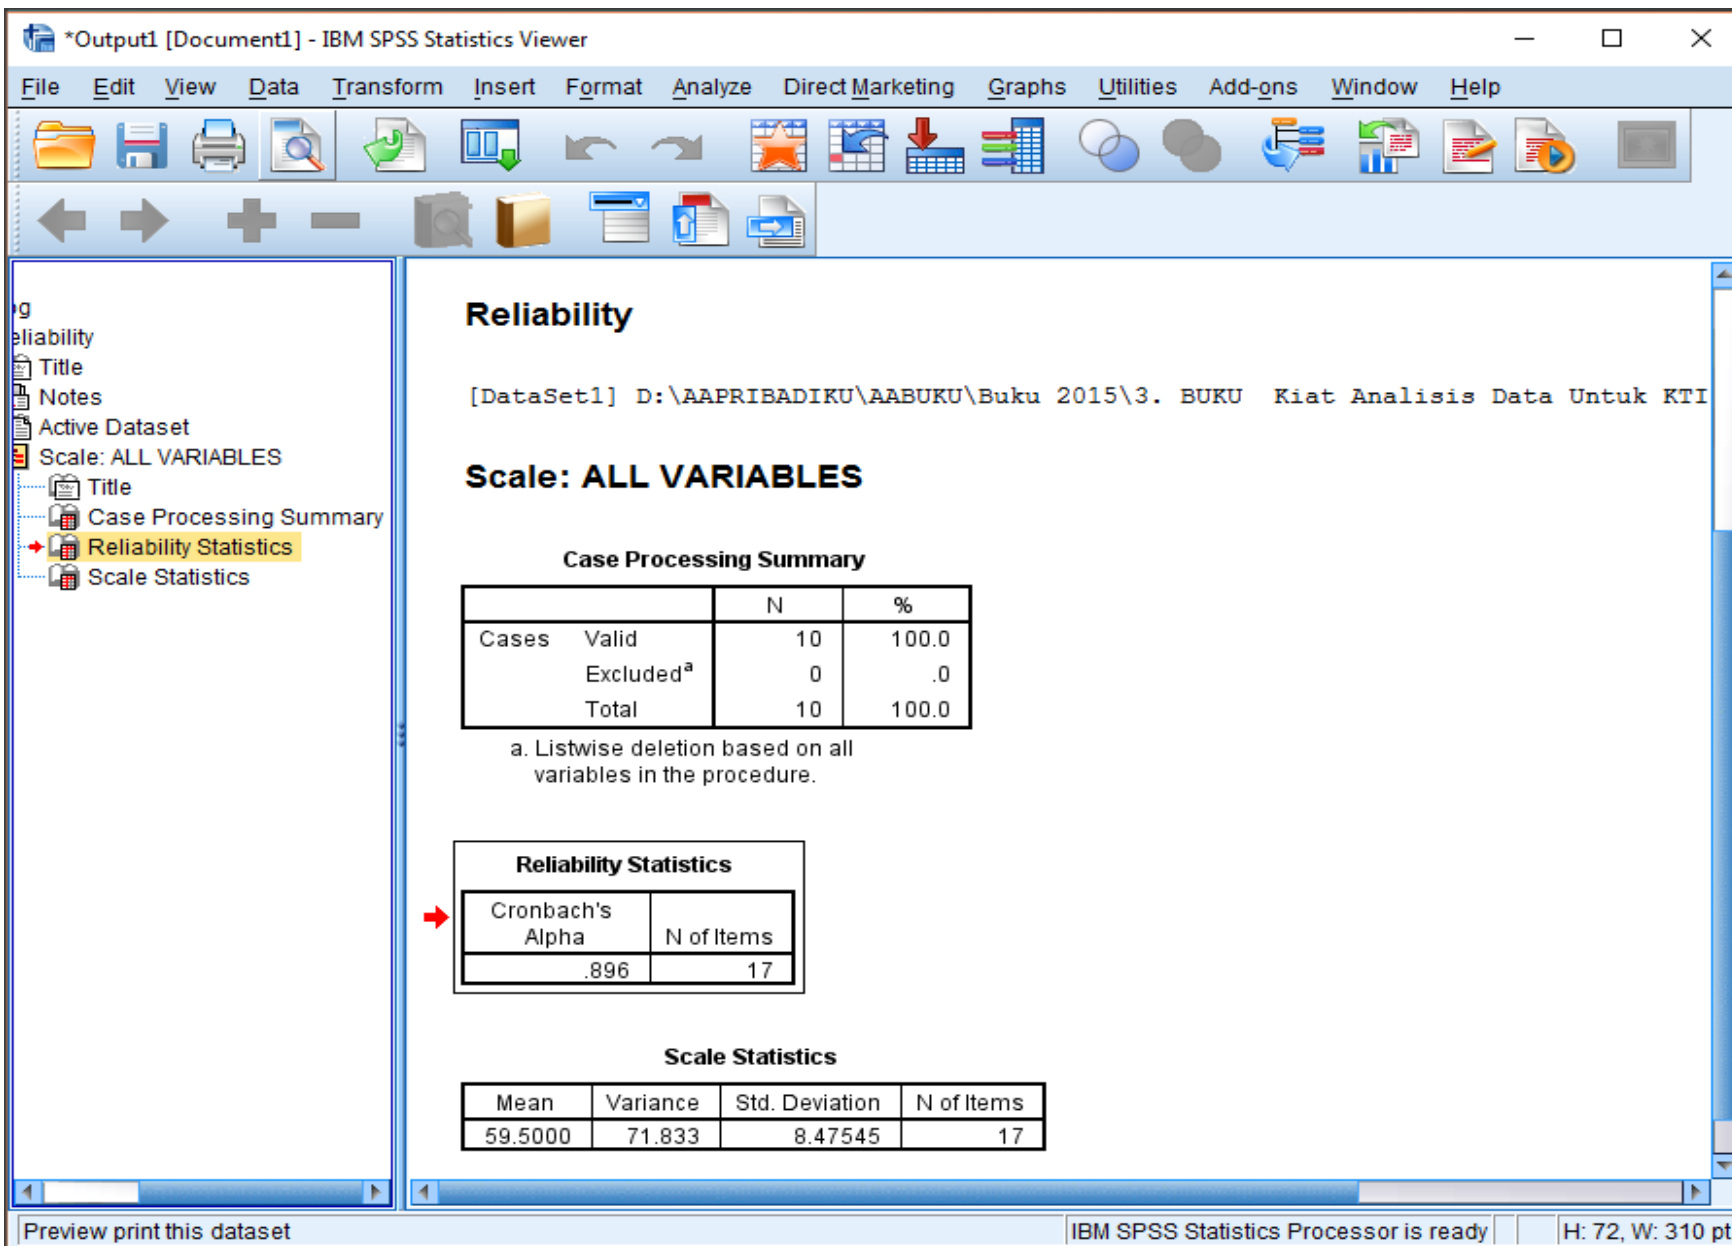 *Output1 [Document1] - IBM SPSS Statistics Viewer
File Edit View Data Transform Insert Format Analyze Direct Marketing Graphs Utilities Add-ons Window Help
Title
Notes
Active Dataset
Scale: ALL VARIABLES
Title
Case Processing Summary
Reliability Statistics
Scale Statistics
Reliability
[DataSet1] D:\AAPRIBADIKU\AABUKU\Buku 2015\3. BUKU Kiat Analisis Data Untuk KTI
Scale: ALL VARIABLES
Case Processing Summary
N %
Cases Valid 10 100.0
Excludedª 0 .0
Total 10 100.0
a. Listwise deletion based on all
variables in the procedure.
Reliability Statistics
Cronbach's
Alpha N of Items
.896 17
Scale Statistics
Mean Variance Std. Deviation N of Items
59.5000 71.833 8.47545 17
Preview print this dataset IBM SPSS Statistics Processor is ready H: 72, W: 310 pt